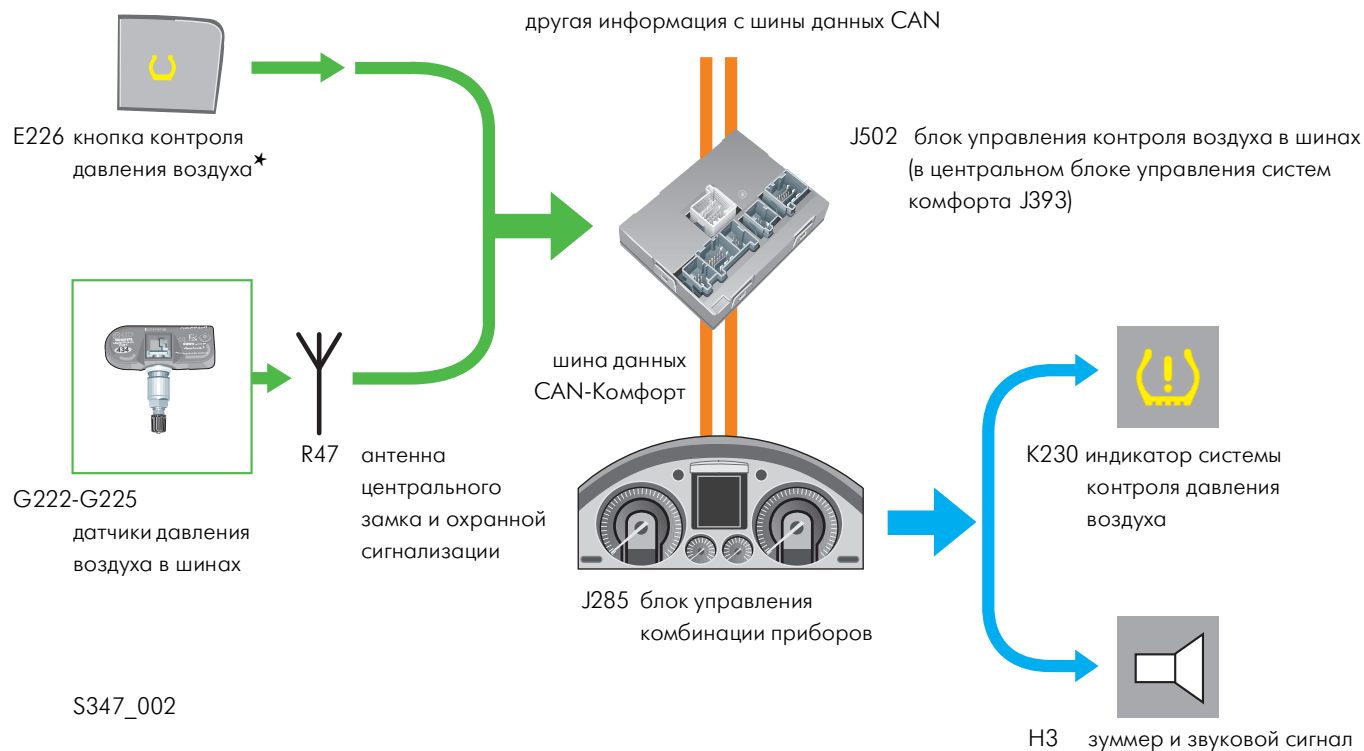 другая информация с шины данных CAN
E226 кнопка контроля
давления воздуха*
J502 блок управления контроля воздуха в шинах
(в центральном блоке управления систем
комфорта J393)
шина данных
CAN-Комфорт
R47 антенна
центрального
замка и охранной
сигнализации
G222-G225
датчики давления
воздуха в шинах
K230 индикатор системы
контроля давления
воздуха
J285 блок управления
комбинации приборов
S347_002
H3 зуммер и звуковой сигнал